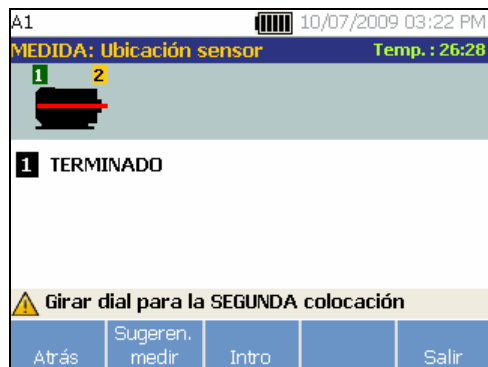 A1 10/07/2009 03:22 PM
MEDIDA: Ubicación sensor Temp. : 26:28
1 2
1 TERMINADO
Girar dial para la SEGUNDA colocación
Atrás Sugeren. medir Intro Salir